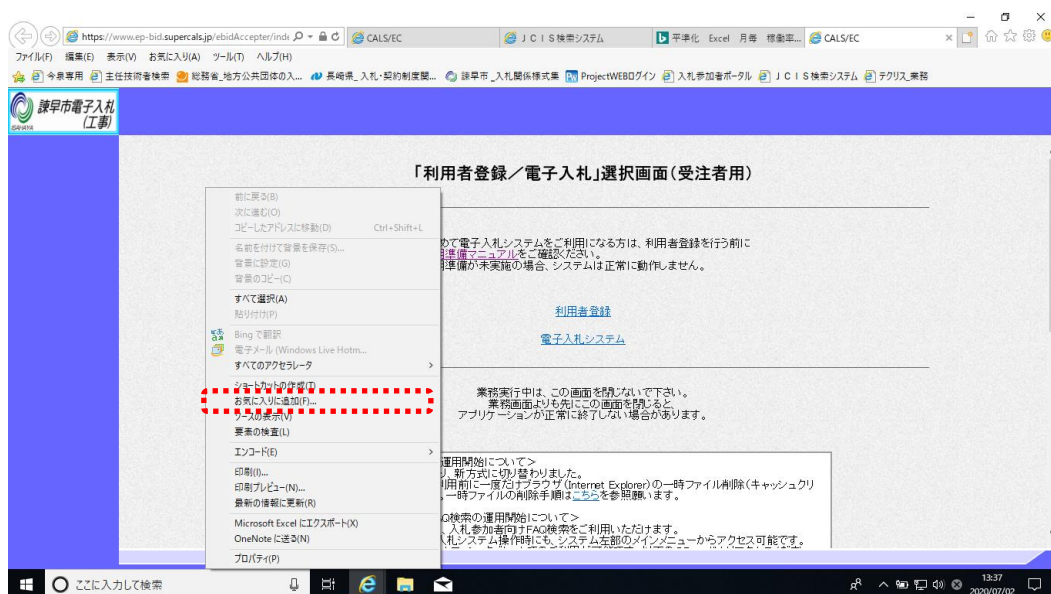 https://www.ep-bid.supercals.jp/ebidAccepter/inde
CALS/EC
JCIS検索システム
平準化 Excel 月毎 稼働率...
CALS/EC
ファイル(F) 編集(E) 表示(V) お気に入り(A) ツール(T) ヘルプ(H)
今泉専用 主任技術者検索 総務省_地方公共団体の入... 長崎県_入札・契約制度関... 諫早市_入札関係様式集 ProjectWEBログイン 入札参加者ポータル JCIS検索システム テクリス_業務
諫早市電子入札
(工事)
ISAHAYA
「利用者登録/電子入札」選択画面(受注者用)
前に戻る(B)
次に進む(O)
コピーしたアドレスに移動(D) Ctrl+Shift+L
名前を付けて背景を保存(S)...
背景に設定(G)
背景のコピー(C)
すべて選択(A)
貼り付け(P)
Bing で翻訳
電子メール (Windows Live Hotm...
すべてのアクセラレータ
ショートカットの作成(T)
お気に入りに追加(F)...
ソースの表示(V)
要素の検査(L)
エンコード(E)
印刷(I)...
印刷プレビュー(N)...
最新の情報に更新(R)
Microsoft Excel にエクスポート(X)
OneNote に送る(N)
プロパティ(P)
めて電子入札システムをご利用になる方は、利用者登録を行う前に
準備マニュアルをご確認ください。
準備が未実施の場合、システムは正常に動作しません。
利用者登録
電子入札システム
業務実行中は、この画面を閉じないで下さい。
業務画面よりも先にこの画面を閉じると、
アプリケーションが正常に終了しない場合があります。
運用開始について>
、新方式に切り替わりました。
利用前に一度だけブラウザ(Internet Explorer)の一時ファイル削除(キャッシュクリ
。一時ファイルの削除手順はこちらを参照願います。
Q検索の運用開始について>
、入札参加者向けFAQ検索をご利用いただけます。
札システム操作時にも、システム左部のメインメニューからアクセス可能です。
ここに入力して検索
13:37
2020/07/02